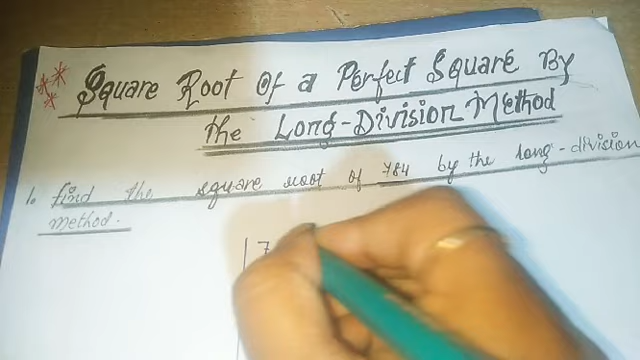 Square Root Of a Perfect Square By
The Long-Division Method
1. Find the square root of 784 by the long-division
method.
7